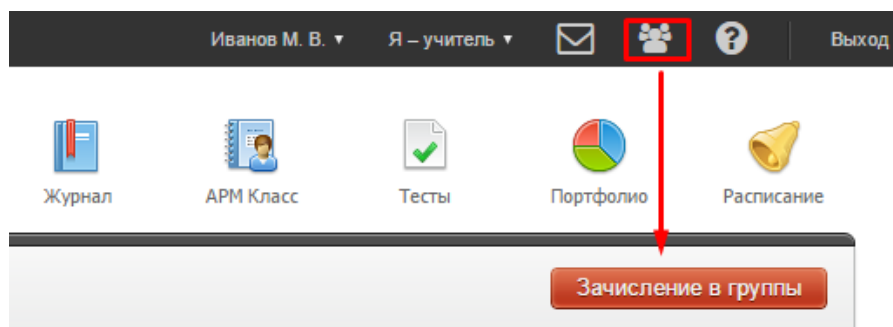 Иванов М. В. ▾ Я – учитель ▾ Выход
Журнал АРМ Класс Тесты Портфолио Расписание
Зачисление в группы